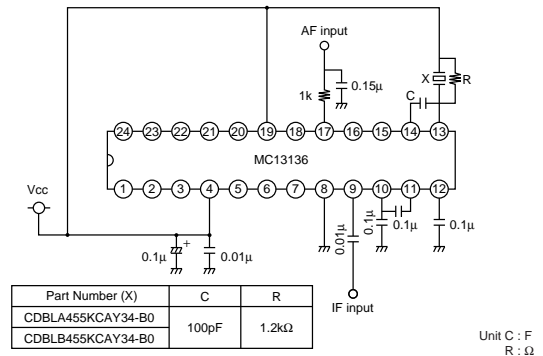 AF input
X
R
0.15μ
1k
C
24 23 22 21 20 19 18 17 16 15 14 13
MC13136
1 2 3 4 5 6 7 8 9 10 11 12
Vcc
+
0.1μ
0.01μ
0.01μ
0.1μ
0.1μ
0.1μ
IF input
Part Number (X) C R
CDBLA455KCAY34-B0 100pF 1.2kΩ
CDBLB455KCAY34-B0
Unit C : F
R : Ω